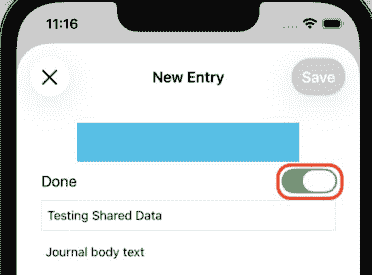 11:16
New Entry
Save
Done
Testing Shared Data
Journal body text